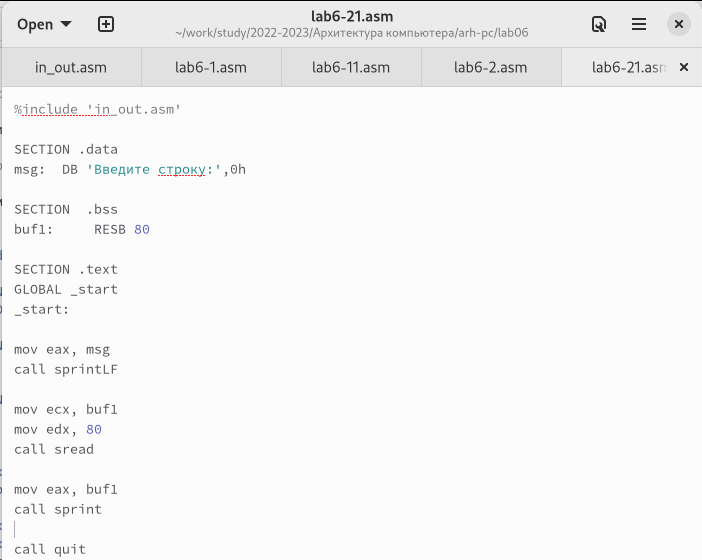 Open
lab6-21.asm
~/work/study/2022-2023/Архитектура компьютера/arh-pc/lab06
in_out.asm
lab6-1.asm
lab6-11.asm
lab6-2.asm
lab6-21.asm
%include 'in_out.asm'
SECTION .data
msg:  DB 'Введите строку:',0h
SECTION  .bss
buf1:     RESB 80
SECTION .text
GLOBAL _start
_start:
mov eax, msg
call sprintLF
mov ecx, buf1
mov edx, 80
call sread
mov eax, buf1
call sprint
call quit